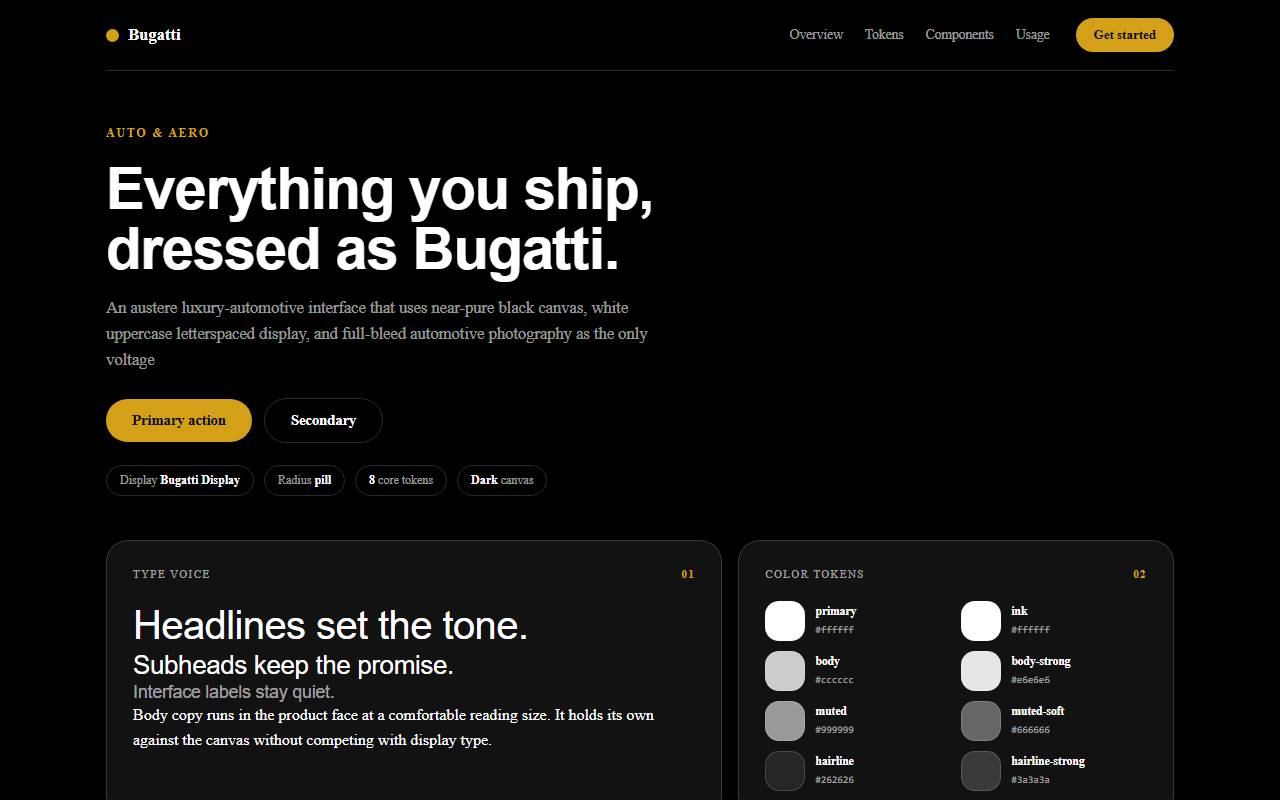 Bugatti
Overview Tokens Components Usage Get started
AUTO & AERO
Everything you ship,
dressed as Bugatti.
An austere luxury-automotive interface that uses near-pure black canvas, white
uppercase letterspaced display, and full-bleed automotive photography as the only
voltage
Primary action Secondary
Display Bugatti Display Radius pill 8 core tokens Dark canvas
TYPE VOICE 01
Headlines set the tone.
Subheads keep the promise.
Interface labels stay quiet.
Body copy runs in the product face at a comfortable reading size. It holds its own
against the canvas without competing with display type.
COLOR TOKENS 02
primary
#ffffff
ink
#ffffff
body
#cccccc
body-strong
#e6e6e6
muted
#999999
muted-soft
#666666
hairline
#262626
hairline-strong
#3a3a3a